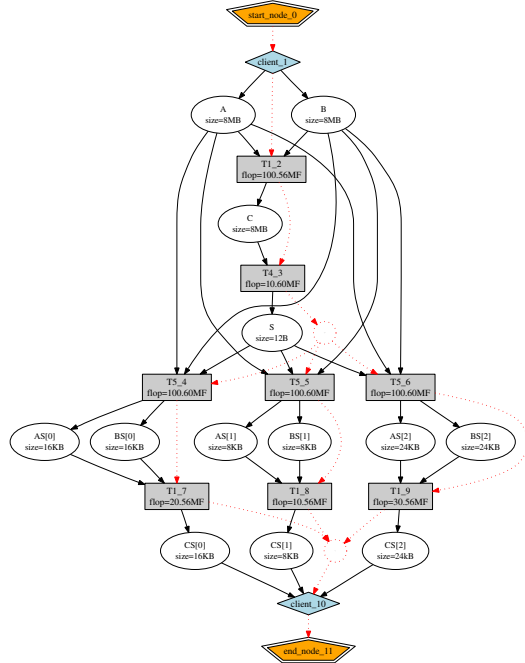 start_node_0
client_1
A
size=8MB
B
size=8MB
T1_2
flop=100.56MF
C
size=8MB
T4_3
flop=10.60MF
S
size=12B
T5_4
flop=100.60MF
T5_5
flop=100.60MF
T5_6
flop=100.60MF
AS[0]
size=16KB
BS[0]
size=16KB
AS[1]
size=8KB
BS[1]
size=8KB
AS[2]
size=24KB
BS[2]
size=24KB
T1_7
flop=20.56MF
T1_8
flop=10.56MF
T1_9
flop=30.56MF
CS[0]
size=16KB
CS[1]
size=8KB
CS[2]
size=24kB
client_10
end_node_11